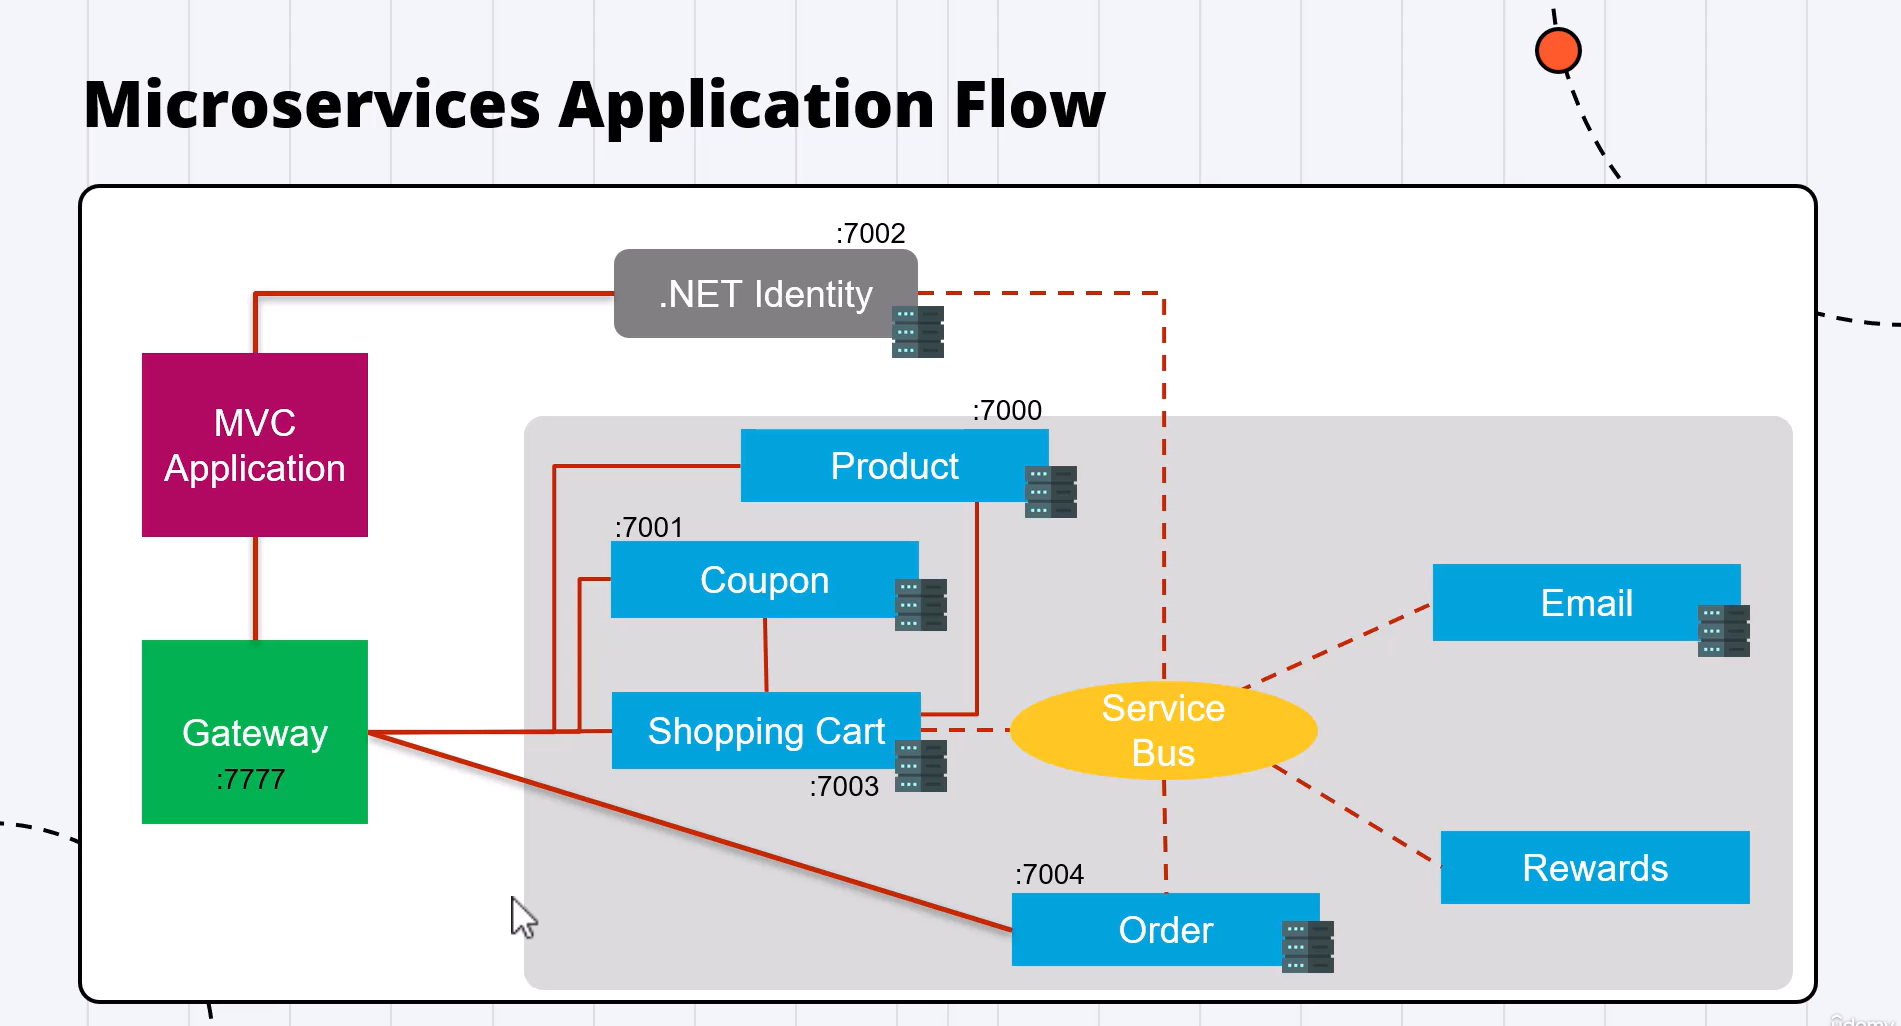 Microservices Application Flow
:7002
.NET Identity
MVC
Application
:7000
Product
:7001
Coupon
Email
Service
Bus
Shopping Cart
:7003
Gateway
:7777
Rewards
:7004
Order